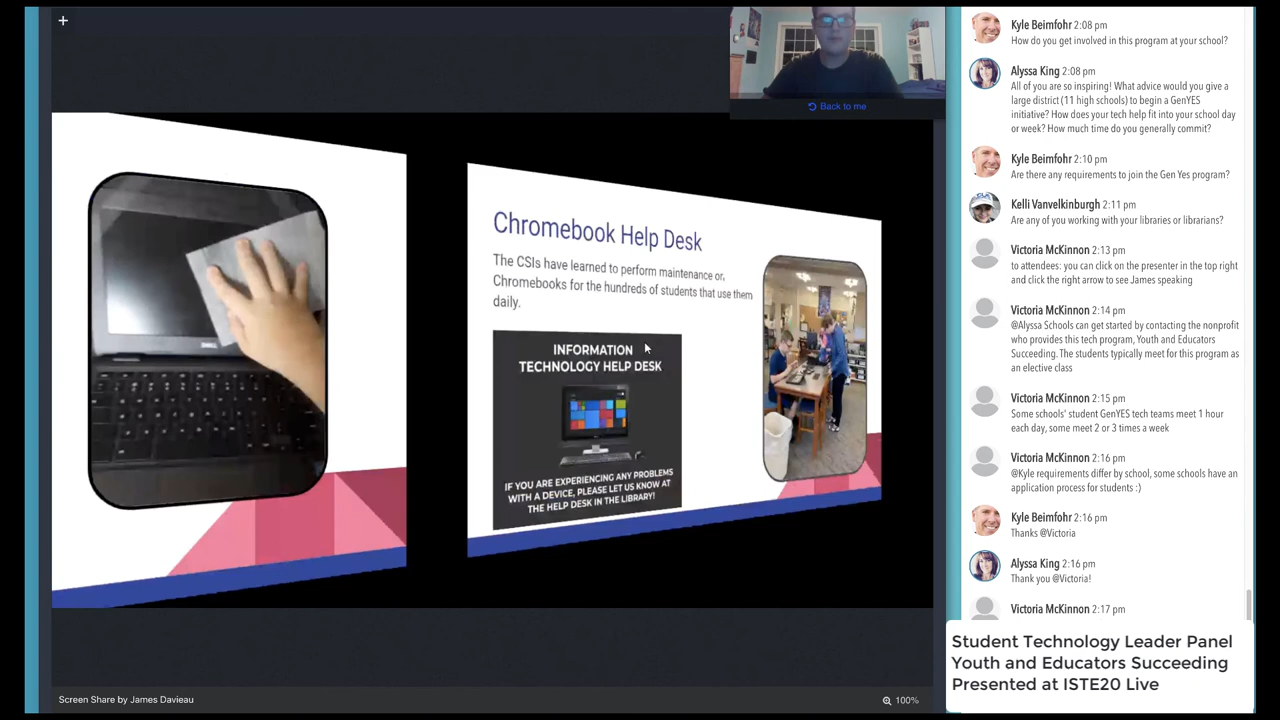 +
Back to me
Chromebook Help Desk
The CSIs have learned to perform maintenance or,
Chromebooks for the hundreds of students that use them
daily.
INFORMATION
TECHNOLOGY HELP DESK
IF YOU ARE EXPERIENCING ANY PROBLEMS
WITH A DEVICE, PLEASE LET US KNOW AT
THE HELP DESK IN THE LIBRARY!
DELL
Screen Share by James Davieau
100%
Kyle Beimfohr 2:08 pm
How do you get involved in this program at your school?
Alyssa King 2:08 pm
All of you are so inspiring! What advice would you give a
large district (11 high schools) to begin a GenYES
initiative? How does your tech help fit into your school day
or week? How much time do you generally commit?
Kyle Beimfohr 2:10 pm
Are there any requirements to join the Gen Yes program?
Kelli Vanvelkinburgh 2:11 pm
Are any of you working with your libraries or librarians?
Victoria McKinnon 2:13 pm
to attendees: you can click on the presenter in the top right
and click the right arrow to see James speaking
Victoria McKinnon 2:14 pm
@Alyssa Schools can get started by contacting the nonprofit
who provides this tech program, Youth and Educators
Succeeding. The students typically meet for this program as
an elective class
Victoria McKinnon 2:15 pm
Some schools' student GenYES tech teams meet 1 hour
each day, some meet 2 or 3 times a week
Victoria McKinnon 2:16 pm
@Kyle requirements differ by school, some schools have an
application process for students :)
Kyle Beimfohr 2:16 pm
Thanks @Victoria
Alyssa King 2:16 pm
Thank you @Victoria!
Victoria McKinnon 2:17 pm
Student Technology Leader Panel
Youth and Educators Succeeding
Presented at ISTE20 Live